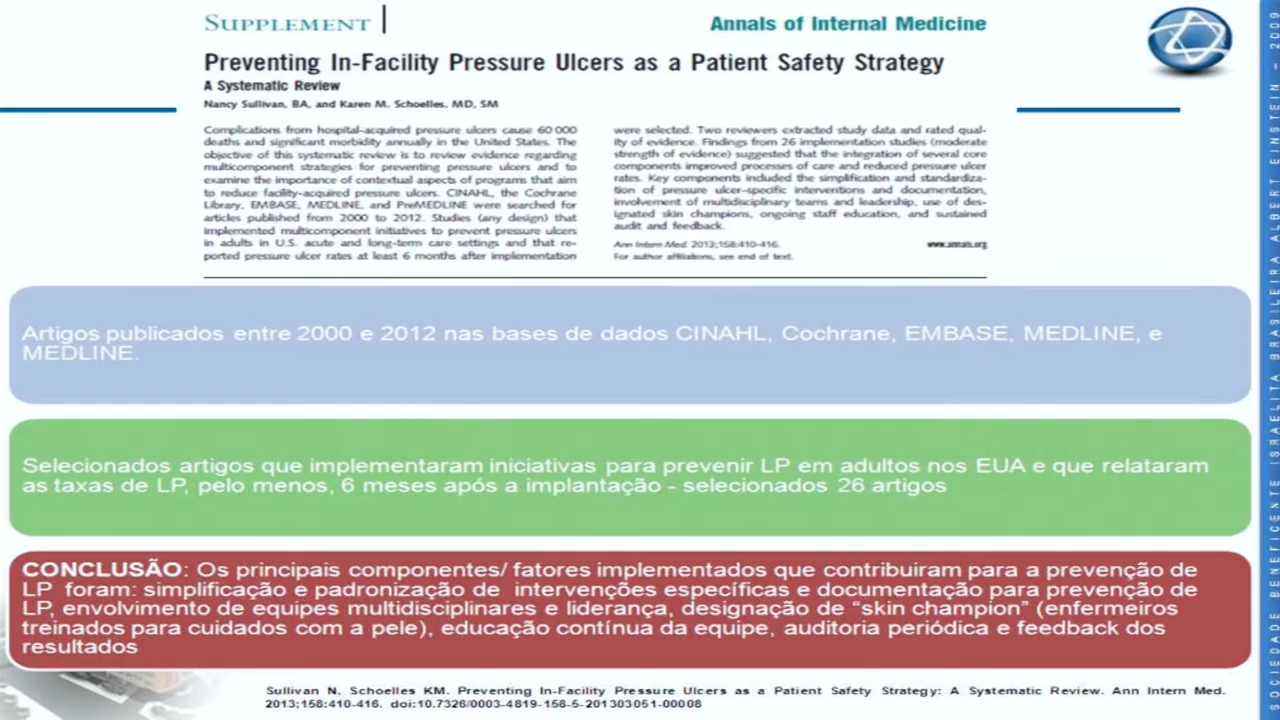 SUPPLEMENT
Annals of Internal Medicine
Preventing In-Facility Pressure Ulcers as a Patient Safety Strategy
A Systematic Review
Nancy Sullivan, BA, and Karen M. Schoelles, MD, SM
Complications from hospital-acquired pressure ulcers cause 60 000
deaths and significant morbidity annually in the United States. The
objective of this systematic review is to review evidence regarding
multicomponent strategies for preventing pressure ulcers and to
examine the importance of contextual aspects of programs that aim
to reduce facility-acquired pressure ulcers. CINAHL, the Cochrane
Library, EMBASE, MEDLINE, and PreMEDLINE were searched for
articles published from 2000 to 2012. Studies (any design) that
implemented multicomponent initiatives to prevent pressure ulcers
in adults in U.S. acute and long-term care settings and that re-
ported pressure ulcer rates at least 6 months after implementation
were selected. Two reviewers extracted study data and rated qual-
ity of evidence. Findings from 26 implementation studies (moderate
strength of evidence) suggested that the integration of several core
components improved processes of care and reduced pressure ulcer
rates. Key components included the simplification and standardiza-
tion of pressure ulcer–specific interventions and documentation,
involvement of multidisciplinary teams and leadership, use of des-
ignated skin champions, ongoing staff education, and sustained
audit and feedback.
Ann Intern Med. 2013;158:410-416.
www.annals.org
For author affiliations, see end of text.
Artigos publicados entre 2000 e 2012 nas bases de dados CINAHL, Cochrane, EMBASE, MEDLINE, e
MEDLINE.
Selecionados artigos que implementaram iniciativas para prevenir LP em adultos nos EUA e que relataram
as taxas de LP, pelo menos, 6 meses após a implantação - selecionados 26 artigos
CONCLUSÃO: Os principais componentes/ fatores implementados que contribuiram para a prevenção de
LP foram: simplificação e padronização de intervenções específicas e documentação para prevenção de
LP, envolvimento de equipes multidisciplinares e liderança, designação de “skin champion” (enfermeiros
treinados para cuidados com a pele), educação contínua da equipe, auditoria periódica e feedback dos
resultados
Sullivan N, Schoelles KM. Preventing In-Facility Pressure Ulcers as a Patient Safety Strategy: A Systematic Review. Ann Intern Med.
2013;158:410-416. doi:10.7326/0003-4819-158-5-201303051-00008
SOCIEDADE BENEFICENTE ISRAELITA BRASILEIRA ALBERT EINSTEIN – 2009